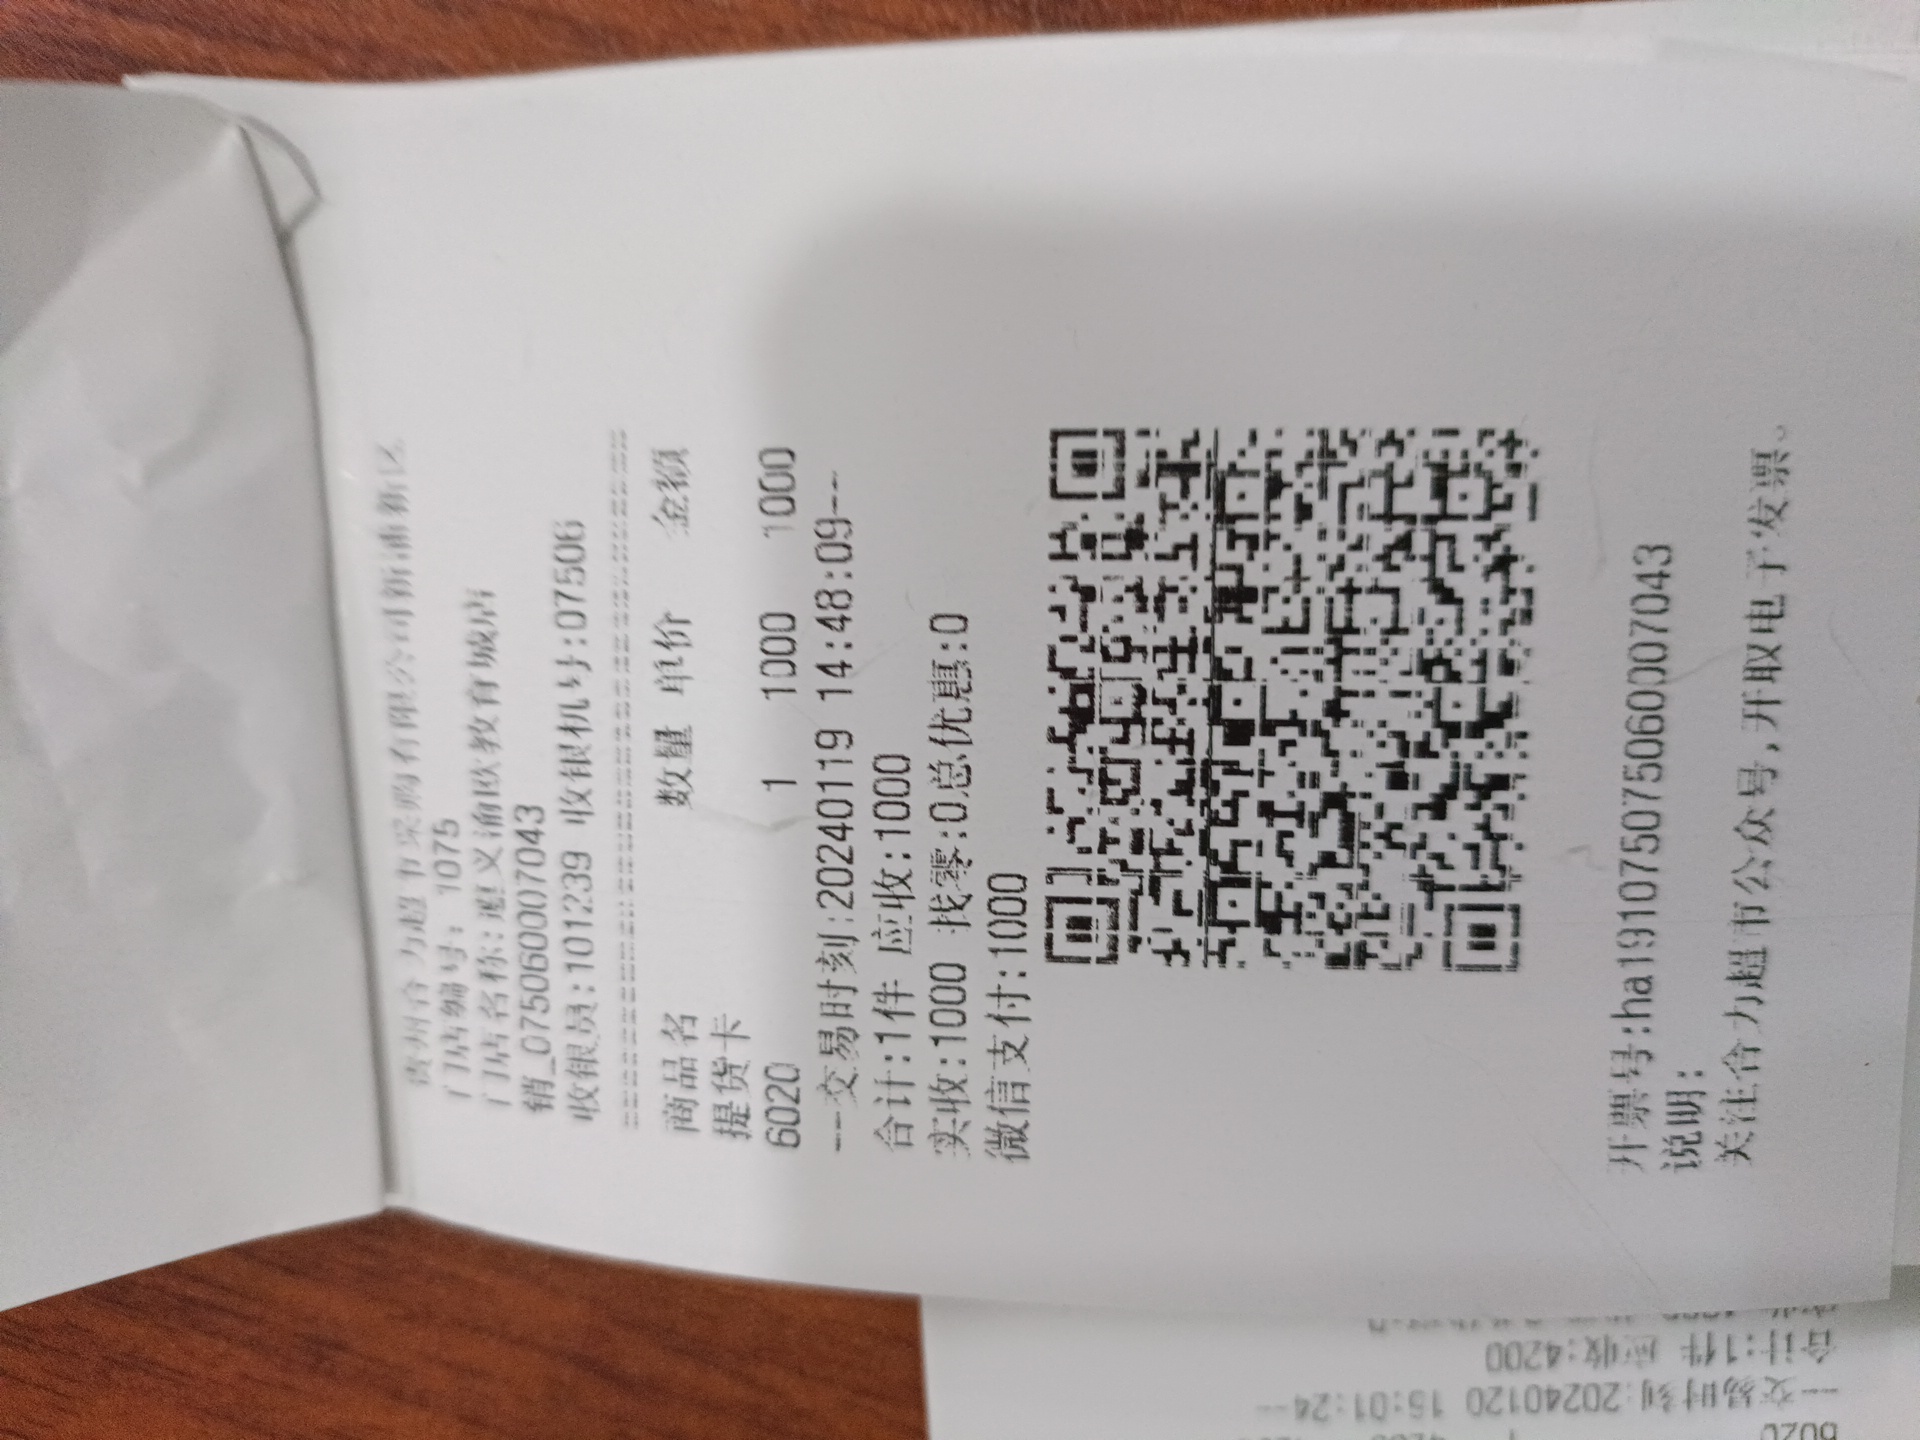 贵州合力超市采购有限公司新浦新区
门店编号: 1075
门店名称:遵义渝欧教育城店
销_075060007043
收银员:101239 收银机号:07506
商品名 数量 单价 金额
提货卡
6020 1 1000 1000
--交易时刻:20240119 14:48:09--
合计:1件 应收:1000
实收:1000 找零:0总优惠:0
微信支付:1000
开票号:ha191075075060007043
说明:
关注合力超市公众号,开取电子发票。
6020
--交易时刻:20240120 15:01:24--
合计:1件 应收:4200